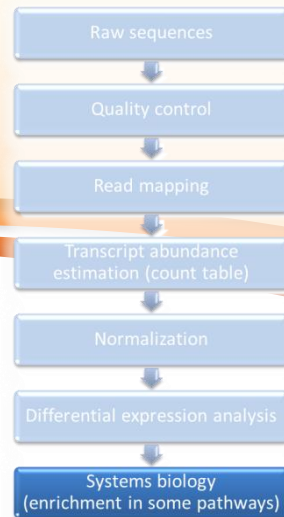 Raw sequences
Quality control
Read mapping
Transcript abundance
estimation (count table)
Normalization
Differential expression analysis
Systems biology
(enrichment in some pathways)